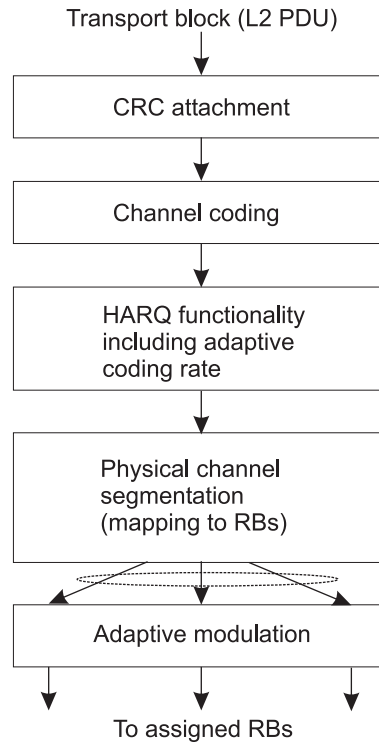 Transport block (L2 PDU)
CRC attachment
Channel coding
HARQ functionality
including adaptive
coding rate
Physical channel
segmentation
(mapping to RBs)
Adaptive modulation
To assigned RBs